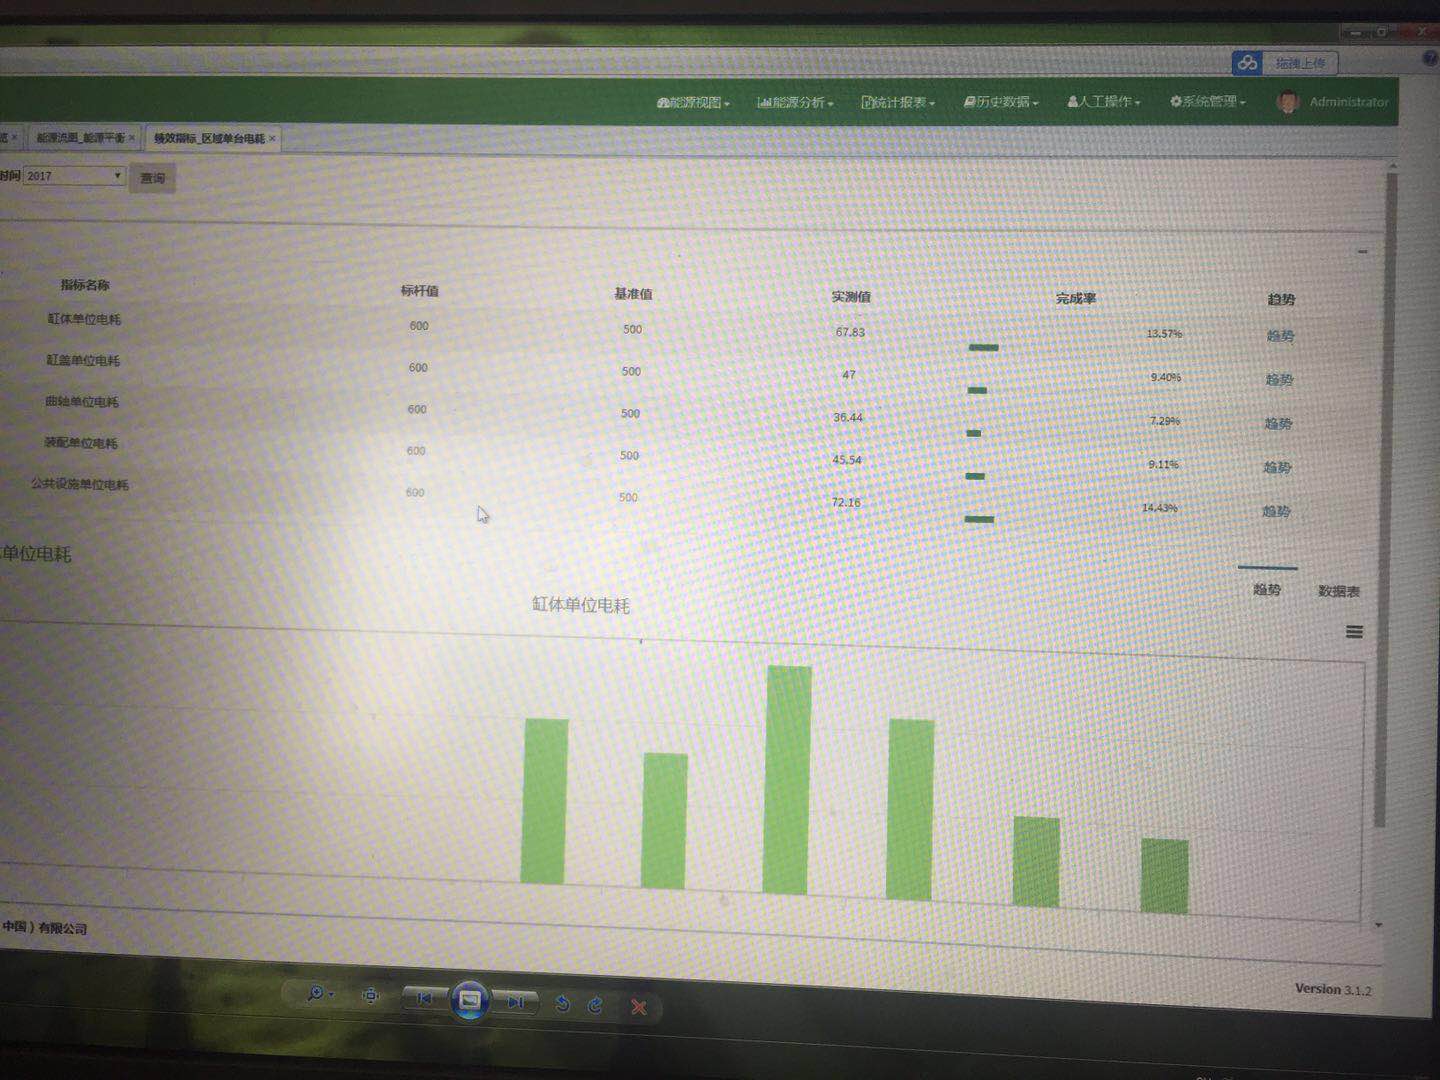 拖拽上传
能源视图 能源分析 统计报表 历史数据 人工操作 系统管理 Administrator
能源流图_能源平衡 × 绩效指标_区域单台电耗 ×
时间 2017 查询
指标名称 标杆值 基准值 实测值 完成率 趋势
缸体单位电耗 600 500 67.83 13.57% 趋势
缸盖单位电耗 600 500 47 9.40% 趋势
曲轴单位电耗 600 500 36.44 7.29% 趋势
装配单位电耗 600 500 45.54 9.11% 趋势
公共设施单位电耗 600 500 72.16 14.43% 趋势
单位电耗
趋势 数据表
缸体单位电耗
中国）有限公司
Version 3.1.2